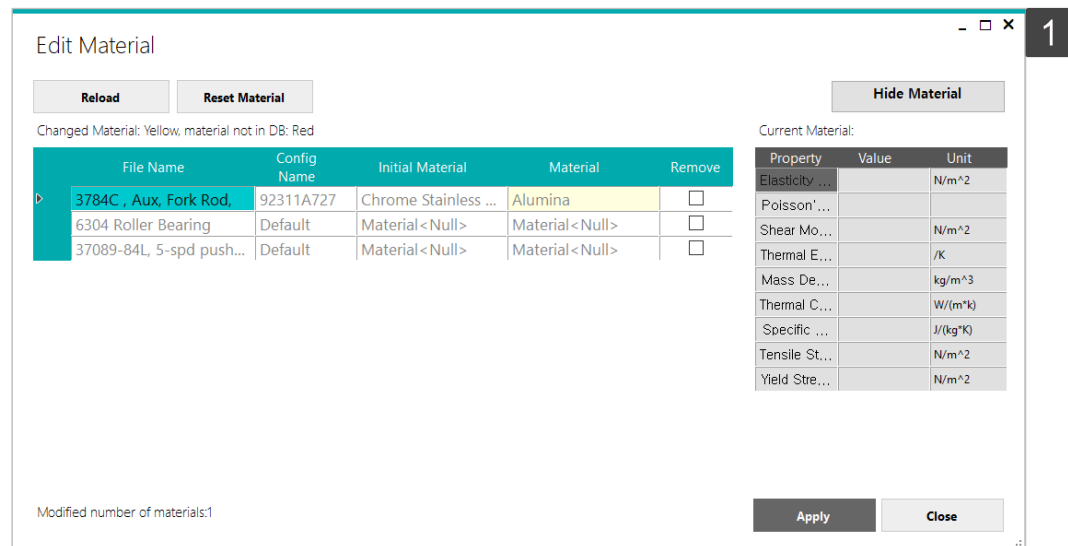 1
Edit Material
Reload Reset Material Hide Material
Changed Material: Yellow, material not in DB: Red Current Material:
File Name Config Name Initial Material Material Remove
3784C , Aux, Fork Rod, 92311A727 Chrome Stainless ... Alumina
6304 Roller Bearing Default Material<Null> Material<Null>
37089-84L, 5-spd push... Default Material<Null> Material<Null>
Property Value Unit
Elasticity ... N/m^2
Poisson'...
Shear Mo... N/m^2
Thermal E... /K
Mass De... kg/m^3
Thermal C... W/(m*k)
Specific ... J/(kg*K)
Tensile St... N/m^2
Yield Stre... N/m^2
Modified number of materials:1 Apply Close